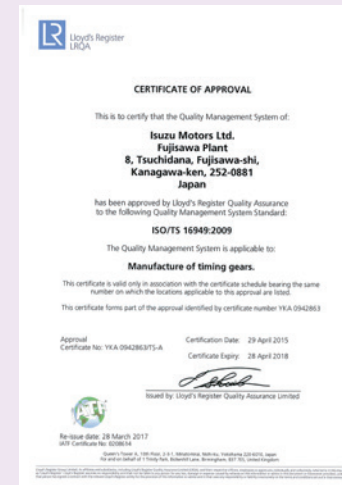 LR
Lloyd's Register
LRQA
CERTIFICATE OF APPROVAL
This is to certify that the Quality Management System of:
Isuzu Motors Ltd.
Fujisawa Plant
8, Tsuchidana, Fujisawa-shi,
Kanagawa-ken, 252-0881
Japan
has been approved by Lloyd's Register Quality Assurance
to the following Quality Management System Standard:
ISO/TS 16949:2009
The Quality Management System is applicable to:
Manufacture of timing gears.
This certificate is valid only in association with the certificate schedule bearing the same
number on which the locations applicable to this approval are listed.
This certificate forms part of the approval identified by certificate number YKA 0942863
Approval
Certificate No: YKA 0942863/TS-A
Certification Date: 29 April 2015
Certificate Expiry: 28 April 2018
Issued by: Lloyd's Register Quality Assurance Limited
Re-issue date: 28 March 2017
IATF Certificate No: 0208614